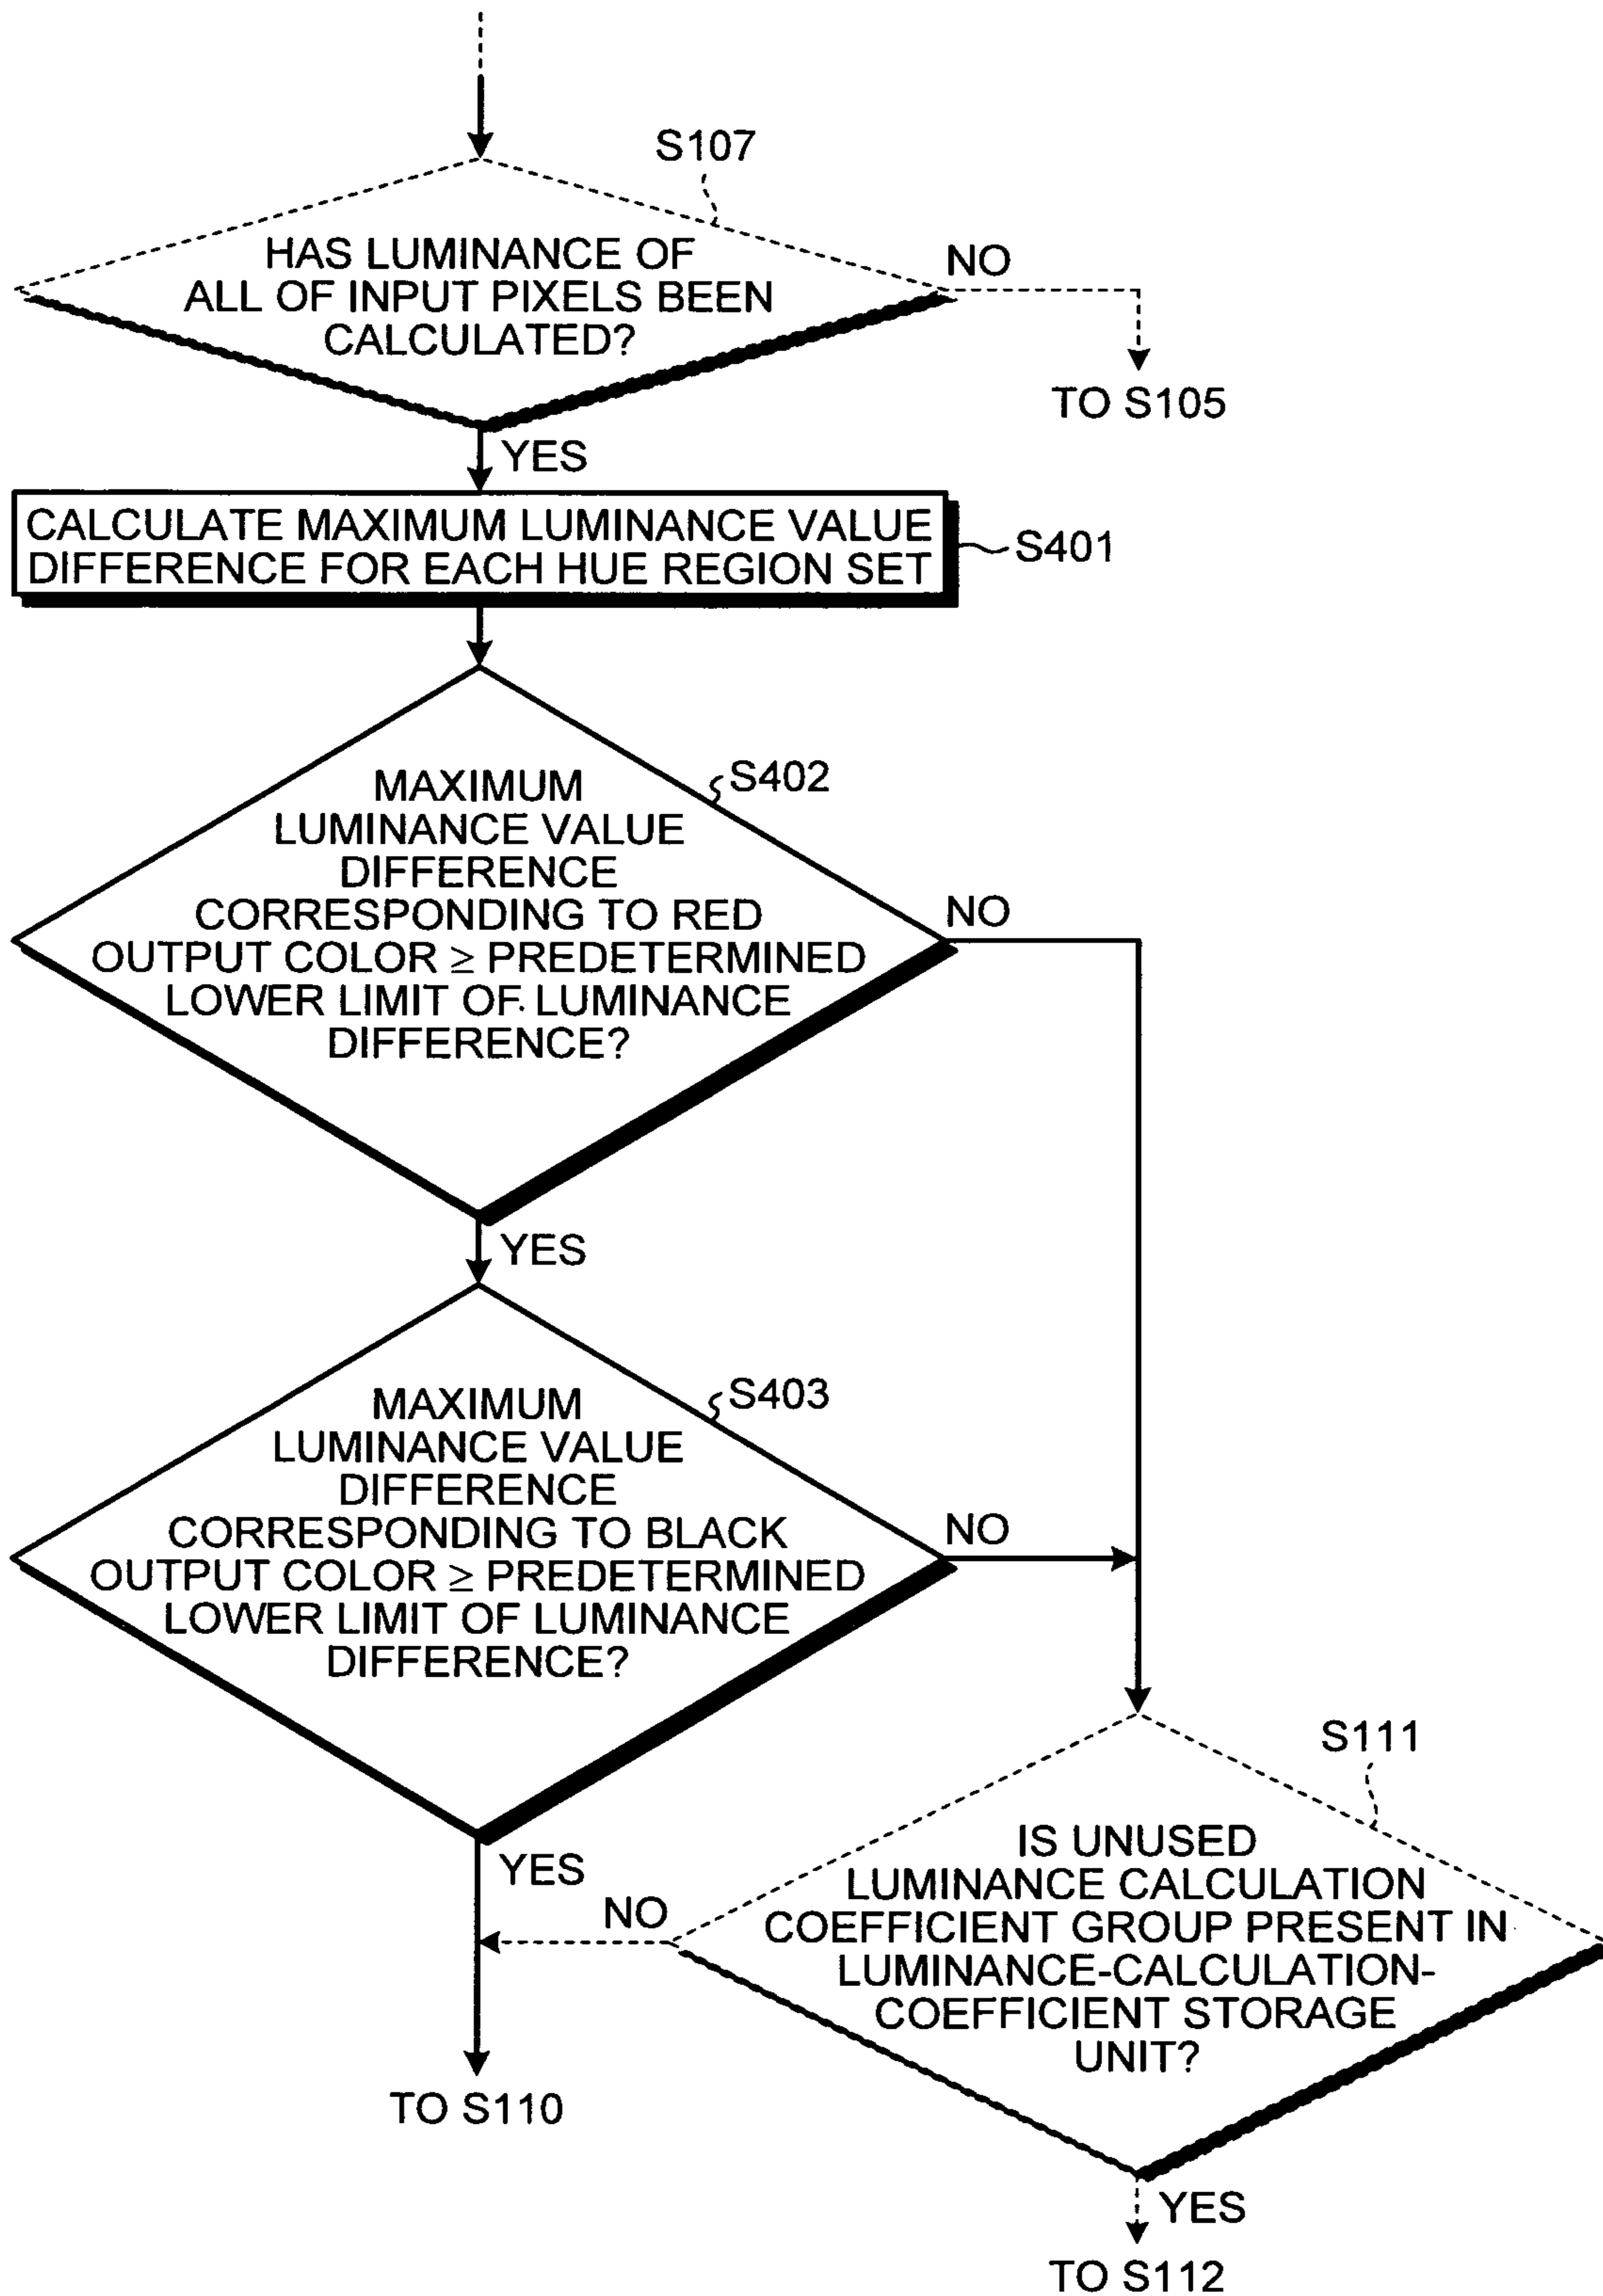 S107
HAS LUMINANCE OF
ALL OF INPUT PIXELS BEEN
CALCULATED?
NO
TO S105
YES
CALCULATE MAXIMUM LUMINANCE VALUE
DIFFERENCE FOR EACH HUE REGION SET
S401
S402
MAXIMUM
LUMINANCE VALUE
DIFFERENCE
CORRESPONDING TO RED
OUTPUT COLOR ≥ PREDETERMINED
LOWER LIMIT OF LUMINANCE
DIFFERENCE?
NO
YES
S403
MAXIMUM
LUMINANCE VALUE
DIFFERENCE
CORRESPONDING TO BLACK
OUTPUT COLOR ≥ PREDETERMINED
LOWER LIMIT OF LUMINANCE
DIFFERENCE?
NO
YES
S111
IS UNUSED
LUMINANCE CALCULATION
COEFFICIENT GROUP PRESENT IN
LUMINANCE-CALCULATION-
COEFFICIENT STORAGE
UNIT?
NO
TO S110
YES
TO S112